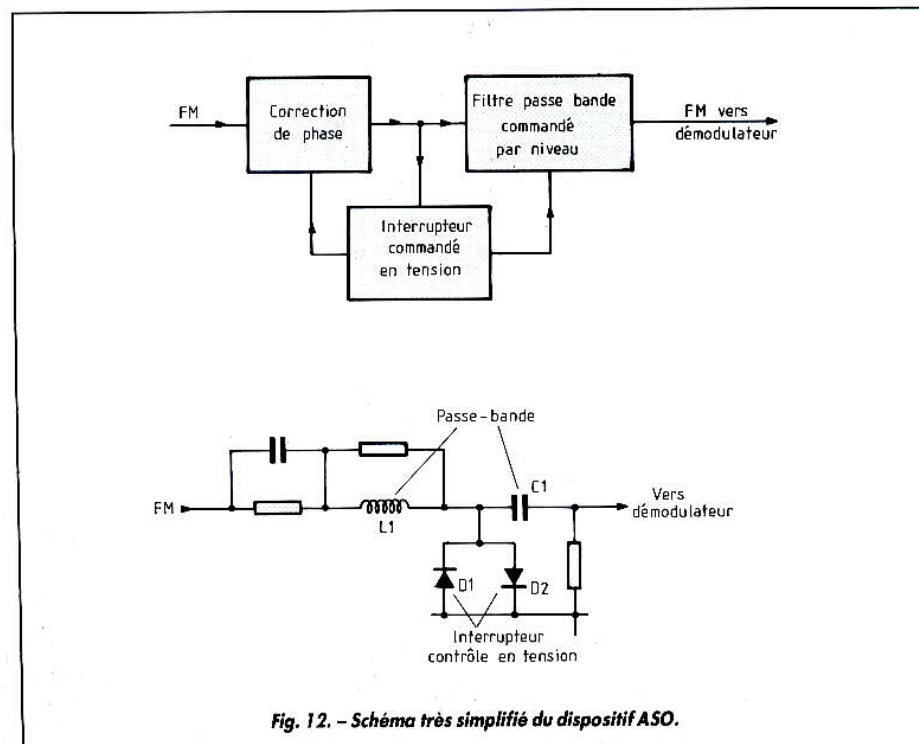 FM
Correction
de phase
Filtre passe bande
commandé
par niveau
FM vers
démodulateur
Interrupteur
commandé
en tension
Passe-bande
FM
L1
C1
Vers
démodulateur
D1
D2
Interrupteur
contrôle en tension
Fig. 12. – Schéma très simplifié du dispositif ASO.